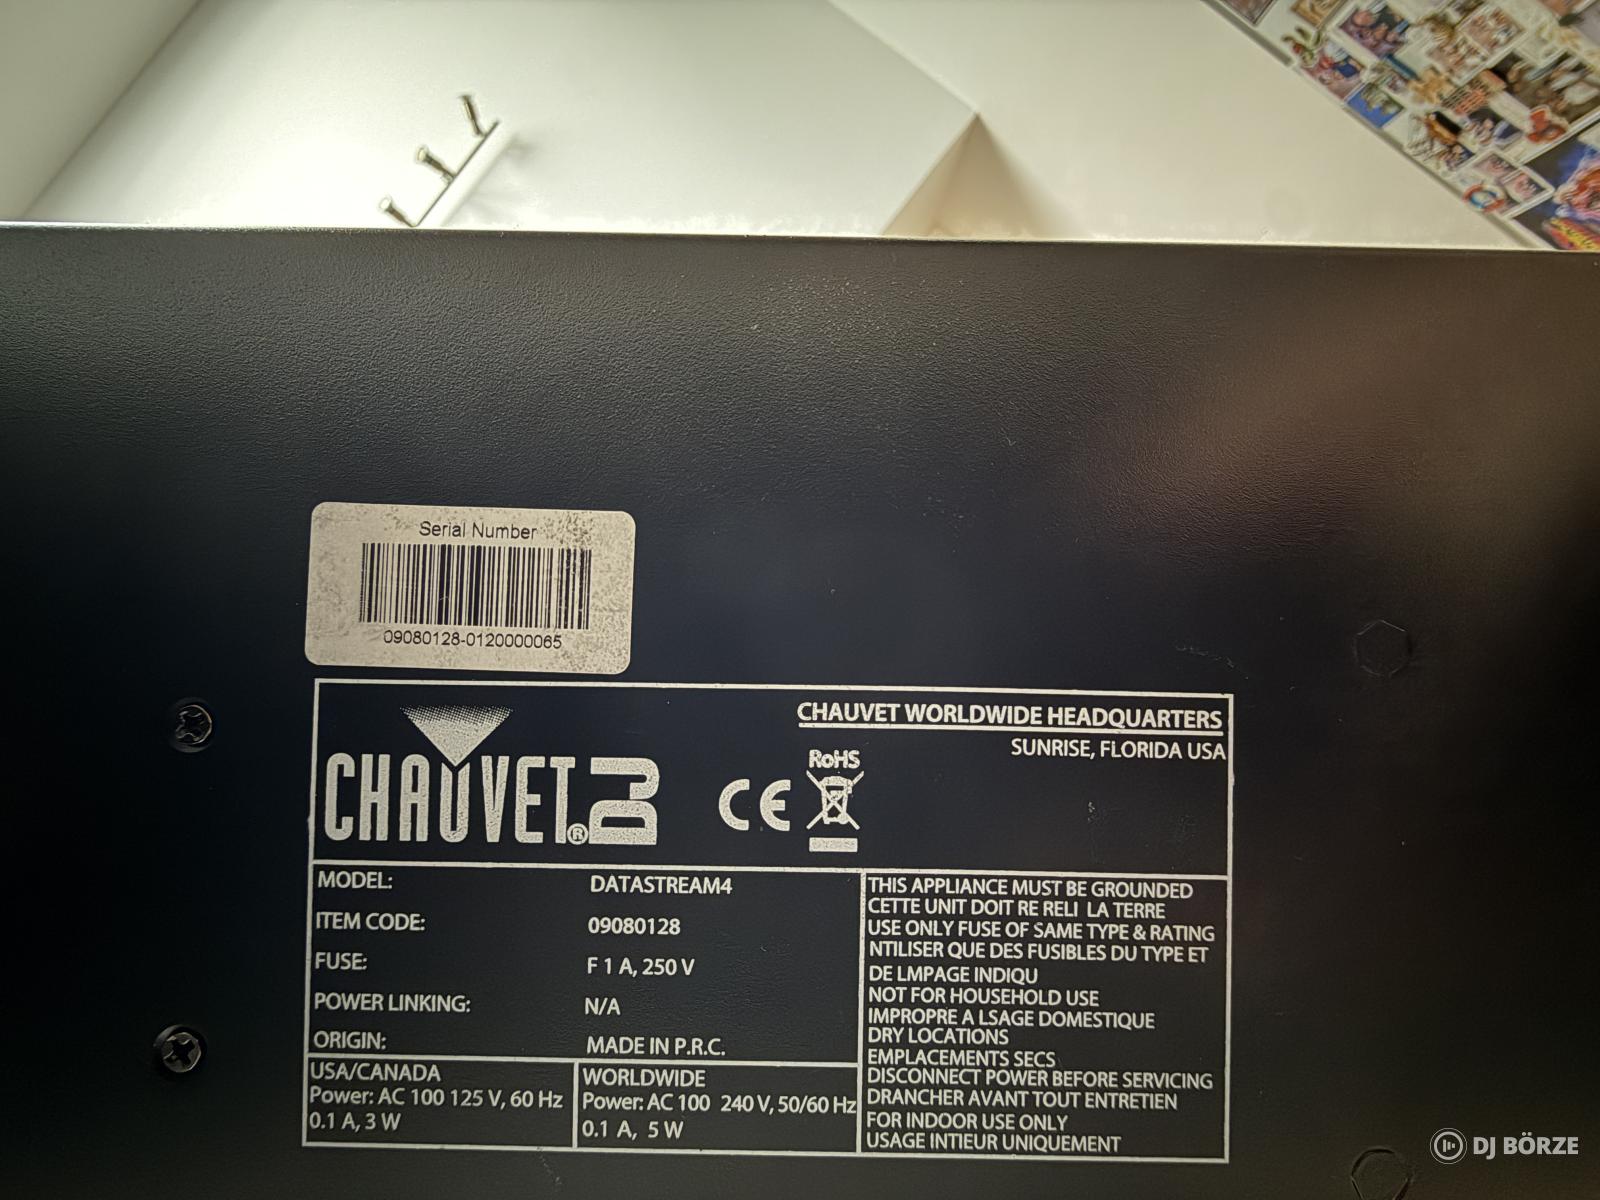 Serial Number
09080128-0120000065
CHAUVET® DJ
CE
RoHS
CHAUVET WORLDWIDE HEADQUARTERS
SUNRISE, FLORIDA USA
MODEL: DATASTREAM4
ITEM CODE: 09080128
FUSE: F 1 A, 250 V
POWER LINKING: N/A
ORIGIN: MADE IN P.R.C.
USA/CANADA
Power: AC 100 125 V, 60 Hz
0.1 A, 3 W
WORLDWIDE
Power: AC 100 240 V, 50/60 Hz
0.1 A, 5 W
THIS APPLIANCE MUST BE GROUNDED
CETTE UNIT DOIT RE RELI LA TERRE
USE ONLY FUSE OF SAME TYPE & RATING
NTILISER QUE DES FUSIBLES DU TYPE ET
DE LMPAGE INDIQU
NOT FOR HOUSEHOLD USE
IMPROPRE A LSAGE DOMESTIQUE
DRY LOCATIONS
EMPLACEMENTS SECS
DISCONNECT POWER BEFORE SERVICING
DRANCHER AVANT TOUT ENTRETIEN
FOR INDOOR USE ONLY
USAGE INTIEUR UNIQUEMENT
DJ BÖRZE